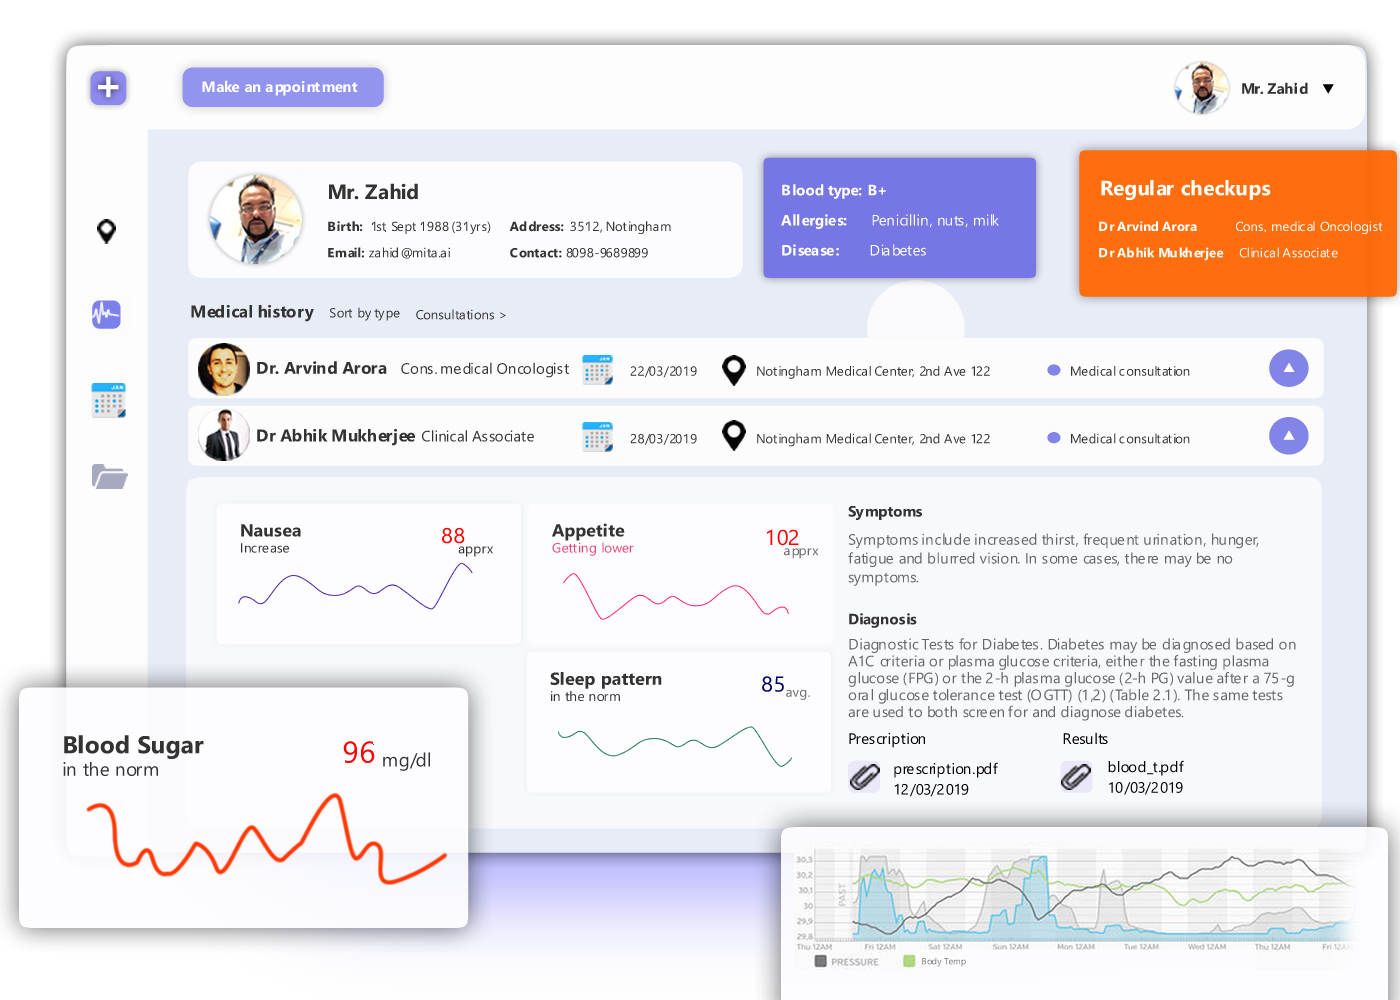 Make an appointment
Mr. Zahid ▼
Mr. Zahid
Birth: 1st Sept 1988 (31yrs) Address: 3512, Notingham
Email: zahid@mita.ai Contact: 8098-9689899
Blood type: B+
Allergies: Penicillin, nuts, milk
Disease: Diabetes
Regular checkups
Dr Arvind Arora Cons. medical Oncologist
Dr Abhik Mukherjee Clinical Associate
Medical history Sort by type Consultations >
Dr. Arvind Arora Cons. medical Oncologist JAN 22/03/2019 Notingham Medical Center, 2nd Ave 122 Medical consultation
Dr Abhik Mukherjee Clinical Associate JAN 28/03/2019 Notingham Medical Center, 2nd Ave 122 Medical consultation
JAN
Nausea 88
Increase apprx
Appetite 102
Getting lower apprx
Sleep pattern 85 avg.
in the norm
Symptoms
Symptoms include increased thirst, frequent urination, hunger,
fatigue and blurred vision. In some cases, there may be no
symptoms.
Diagnosis
Diagnostic Tests for Diabetes. Diabetes may be diagnosed based on
A1C criteria or plasma glucose criteria, either the fasting plasma
glucose (FPG) or the 2-h plasma glucose (2-h PG) value after a 75-g
oral glucose tolerance test (OGTT) (1,2) (Table 2.1). The same tests
are used to both screen for and diagnose diabetes.
Prescription Results
prescription.pdf blood_t.pdf
12/03/2019 10/03/2019
Blood Sugar 96 mg/dl
in the norm
30,3
30,2
30,1
30
29,9
29,8
PAST
Thu 12AM Fri 12AM Sat 12AM Sun 12AM Mon 12AM Tue 12AM Wed 12AM Thu 12AM Fri 12AM
PRESSURE Body Temp